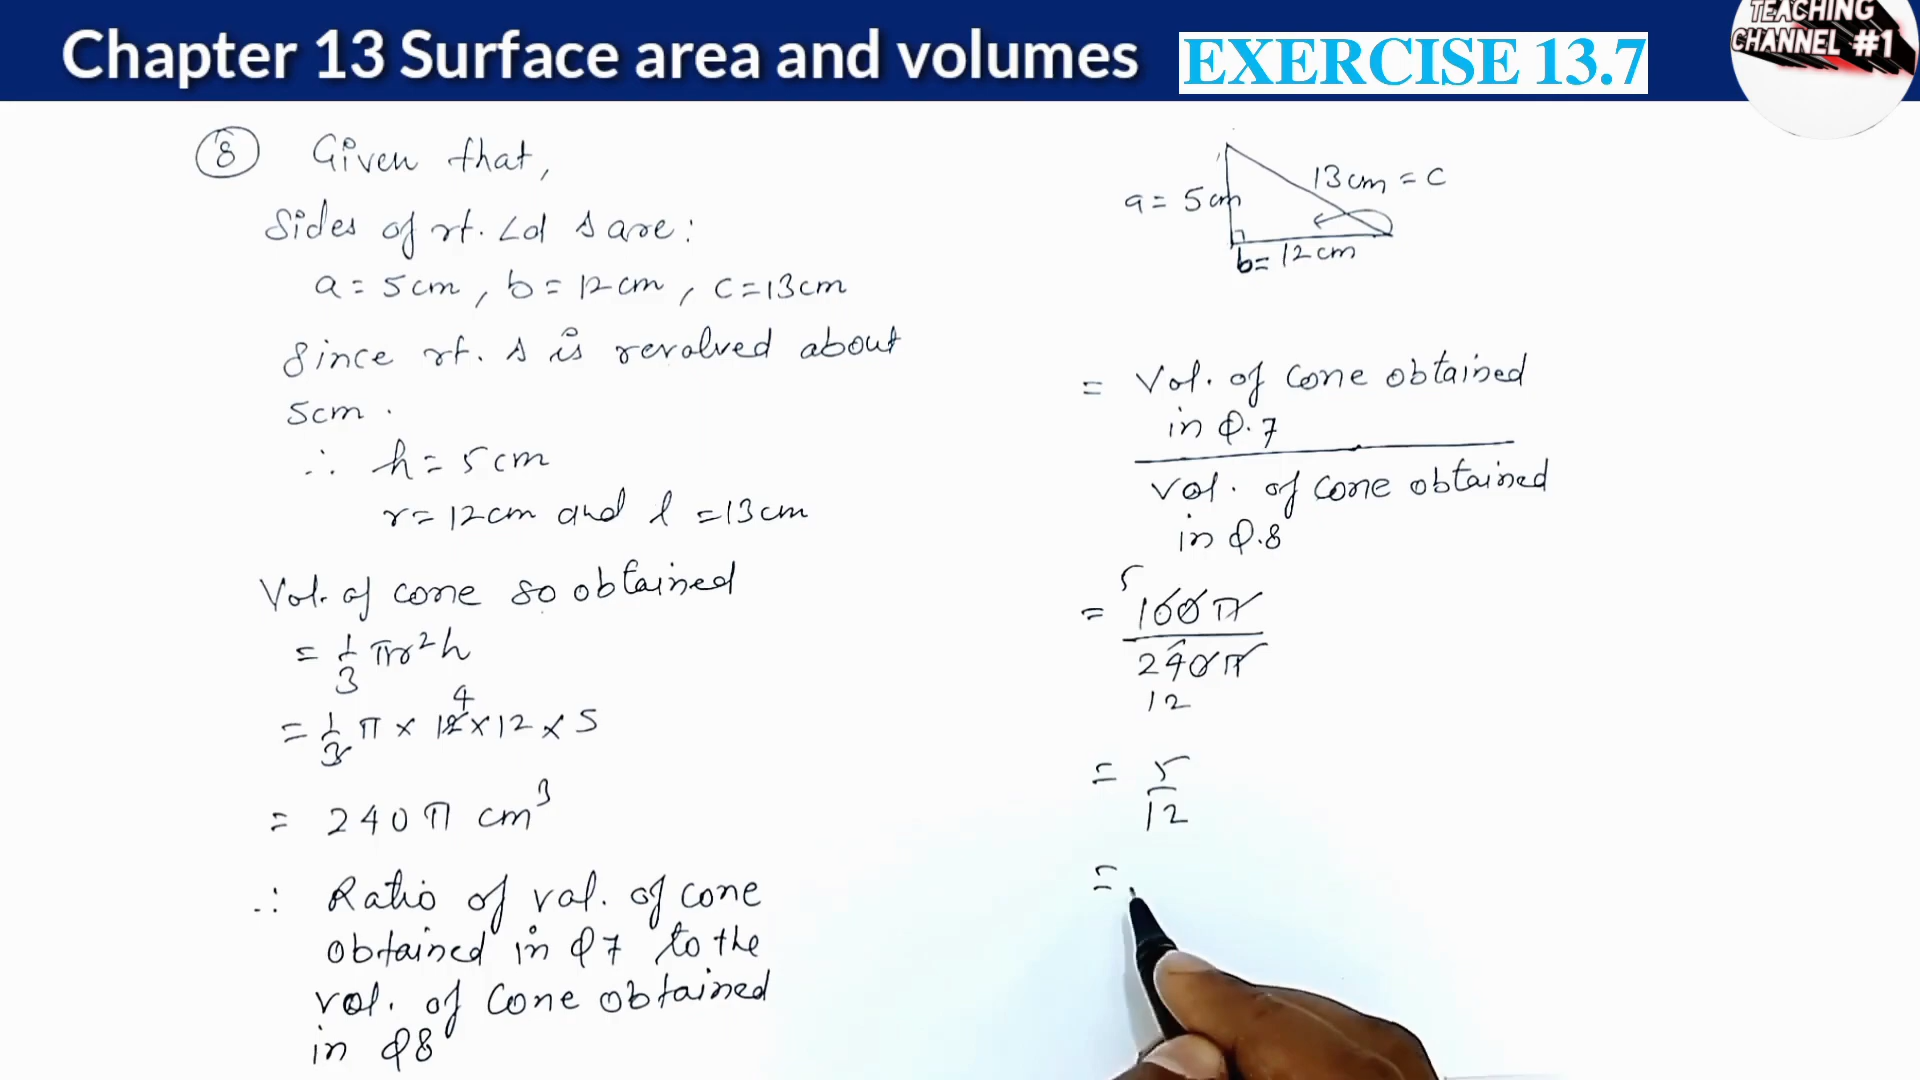 Chapter 13 Surface area and volumes EXERCISE 13.7
TEACHING
CHANNEL #1
8 Given that,
Sides of rt. ∠d Δ are:
a = 5cm, b = 12cm, c = 13cm
Since rt. Δ is revolved about
5cm.
∴ h = 5cm
r = 12cm and l = 13cm
Vol. of cone so obtained
= 1/3 πr²h
4
= 1/3 π × 12 × 12 × 5
= 240 π cm³
∴ Ratio of vol. of cone
obtained in Q7 to the
vol. of cone obtained
in Q8
13cm = c
a = 5cm
b = 12cm
= Vol. of cone obtained
in Q.7
vol. of cone obtained
in Q.8
5
= 100π
240π
12
= 5
12
=